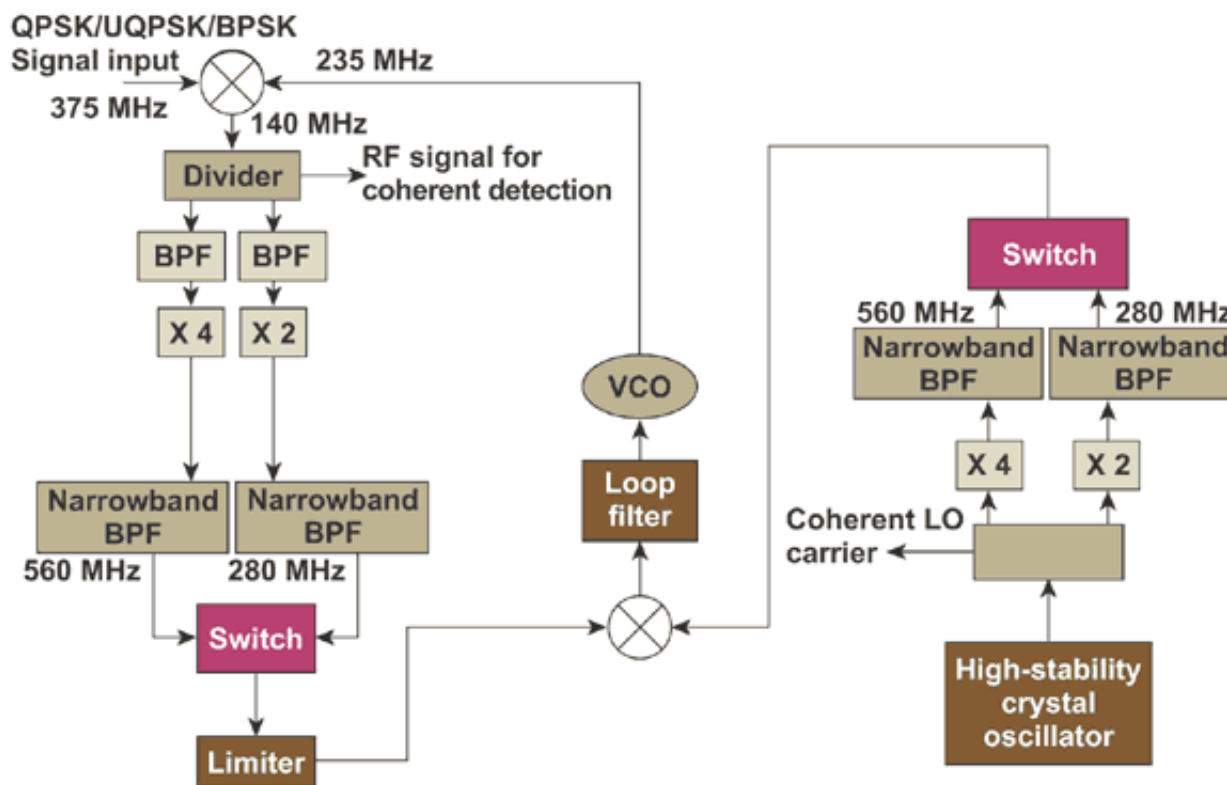 QPSK/UQPSK/BPSK
Signal input
235 MHz
375 MHz
140 MHz
Divider
RF signal for
coherent detection
BPF
BPF
X 4
X 2
Narrowband
BPF
Narrowband
BPF
560 MHz
280 MHz
Switch
Limiter
VCO
Loop
filter
Switch
560 MHz
280 MHz
Narrowband
BPF
Narrowband
BPF
X 4
X 2
Coherent LO
carrier
High-stability
crystal
oscillator